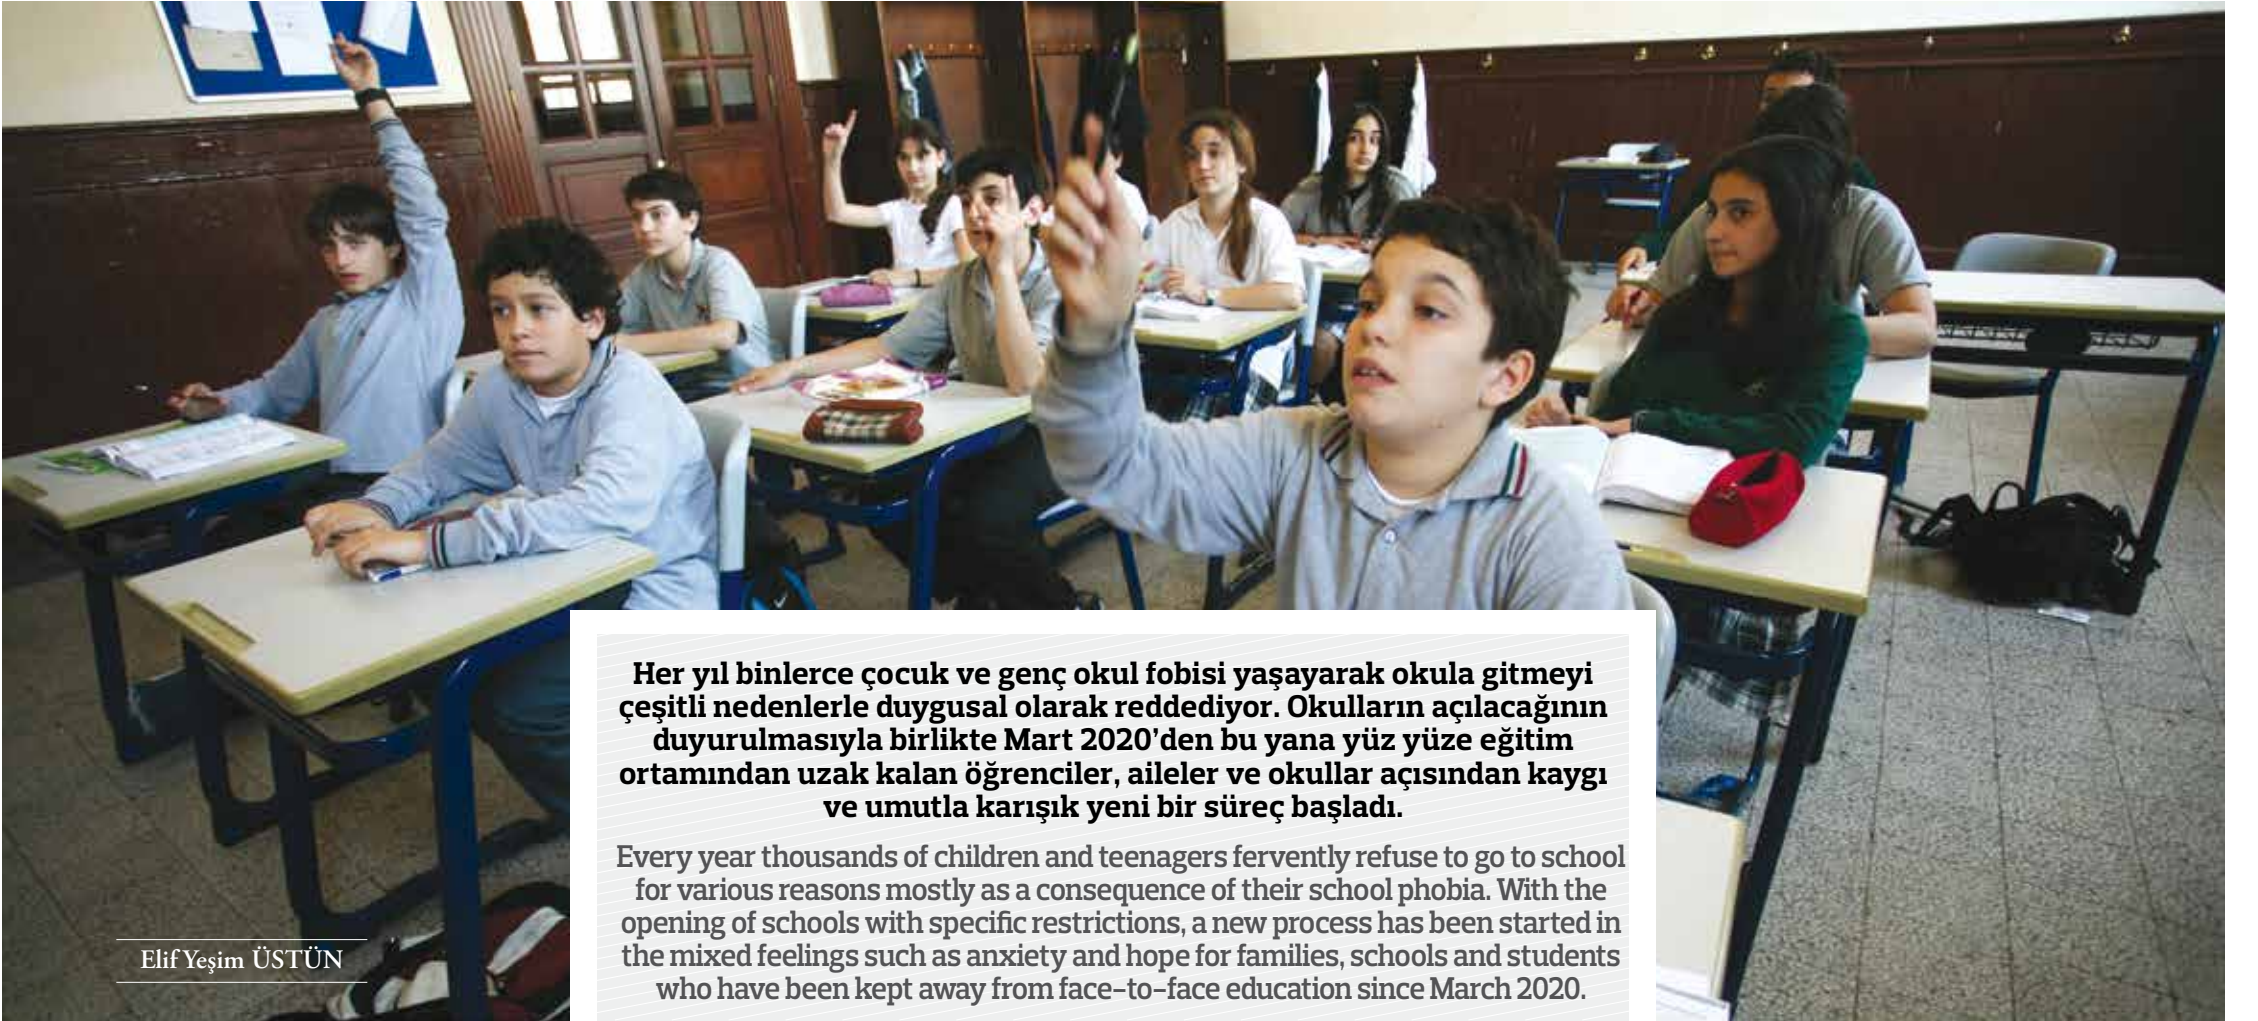 Her yıl binlerce çocuk ve genç okul fobisi yaşayarak okula gitmeyi
çeşitli nedenlerle duygusal olarak reddediyor. Okulların açılacağının
duyurulmasıyla birlikte Mart 2020’den bu yana yüz yüze eğitim
ortamından uzak kalan öğrenciler, aileler ve okullar açısından kaygı
ve umutla karışık yeni bir süreç başladı.
Every year thousands of children and teenagers fervently refuse to go to school
for various reasons mostly as a consequence of their school phobia. With the
opening of schools with specific restrictions, a new process has been started in
the mixed feelings such as anxiety and hope for families, schools and students
who have been kept away from face-to-face education since March 2020.
Elif Yeşim ÜSTÜN